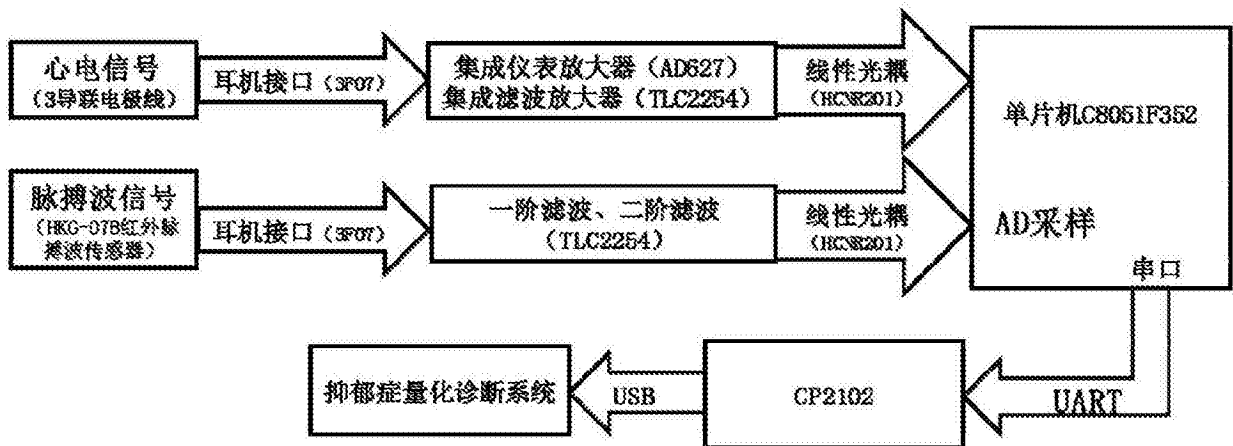 心电信号
（3导联电极线）
耳机接口（3F07）
集成仪表放大器（AD627）
集成滤波放大器（TLC2254）
线性光耦
（HCNR201）
单片机C8051F352
脉搏波信号
（HKG-07B红外脉
搏波传感器）
耳机接口（3F07）
一阶滤波、二阶滤波
（TLC2254）
线性光耦
（HCNR201）
AD采样
串口
抑郁症量化诊断系统
USB
CP2102
UART